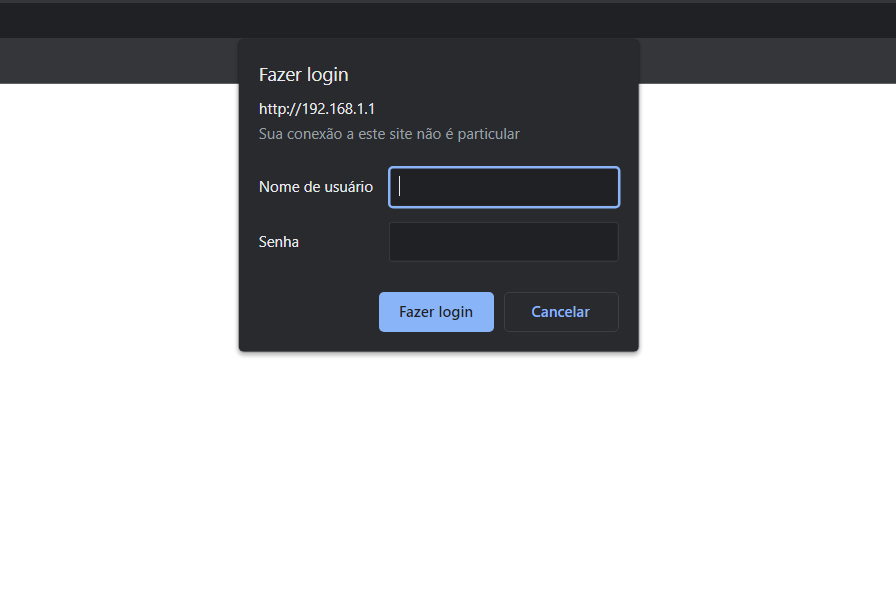 Fazer login
http://192.168.1.1
Sua conexão a este site não é particular
Nome de usuário
Senha
Fazer login
Cancelar